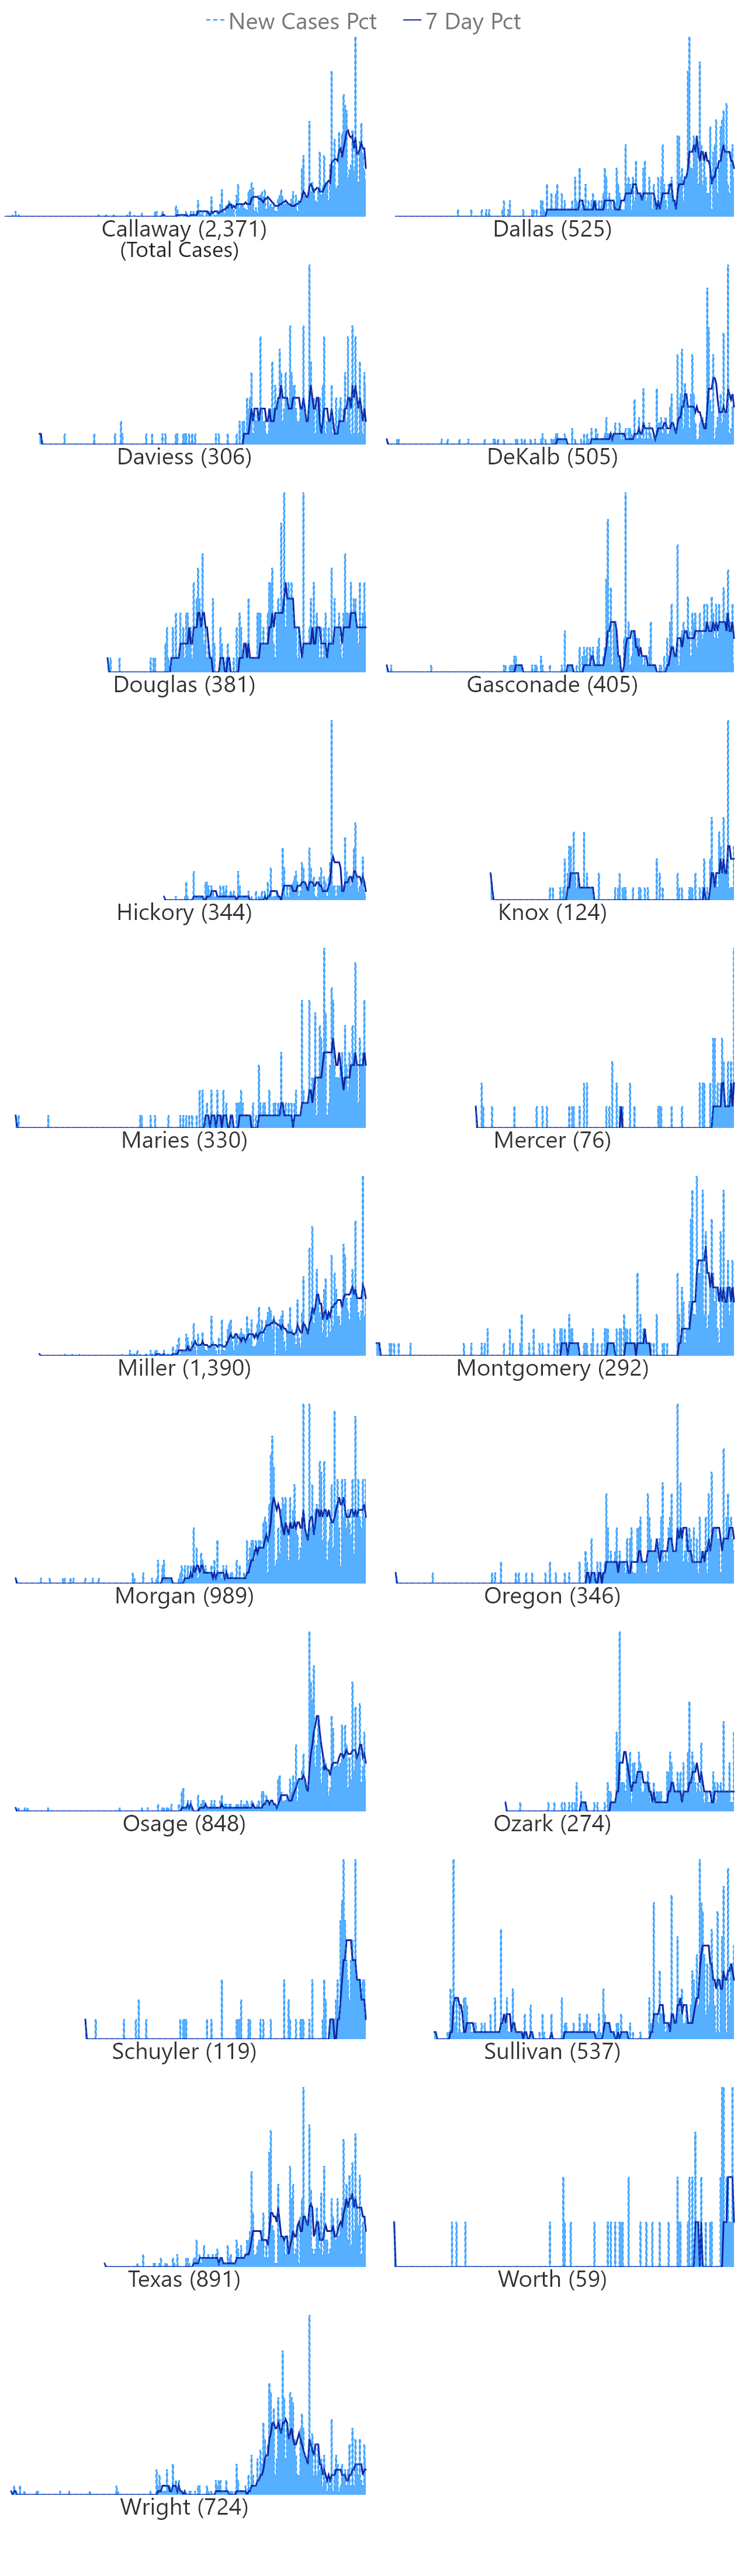 New Cases Pct 7 Day Pct
Callaway (2,371)
(Total Cases)
Dallas (525)
Daviess (306)
DeKalb (505)
Douglas (381)
Gasconade (405)
Hickory (344)
Knox (124)
Maries (330)
Mercer (76)
Miller (1,390)
Montgomery (292)
Morgan (989)
Oregon (346)
Osage (848)
Ozark (274)
Schuyler (119)
Sullivan (537)
Texas (891)
Worth (59)
Wright (724)